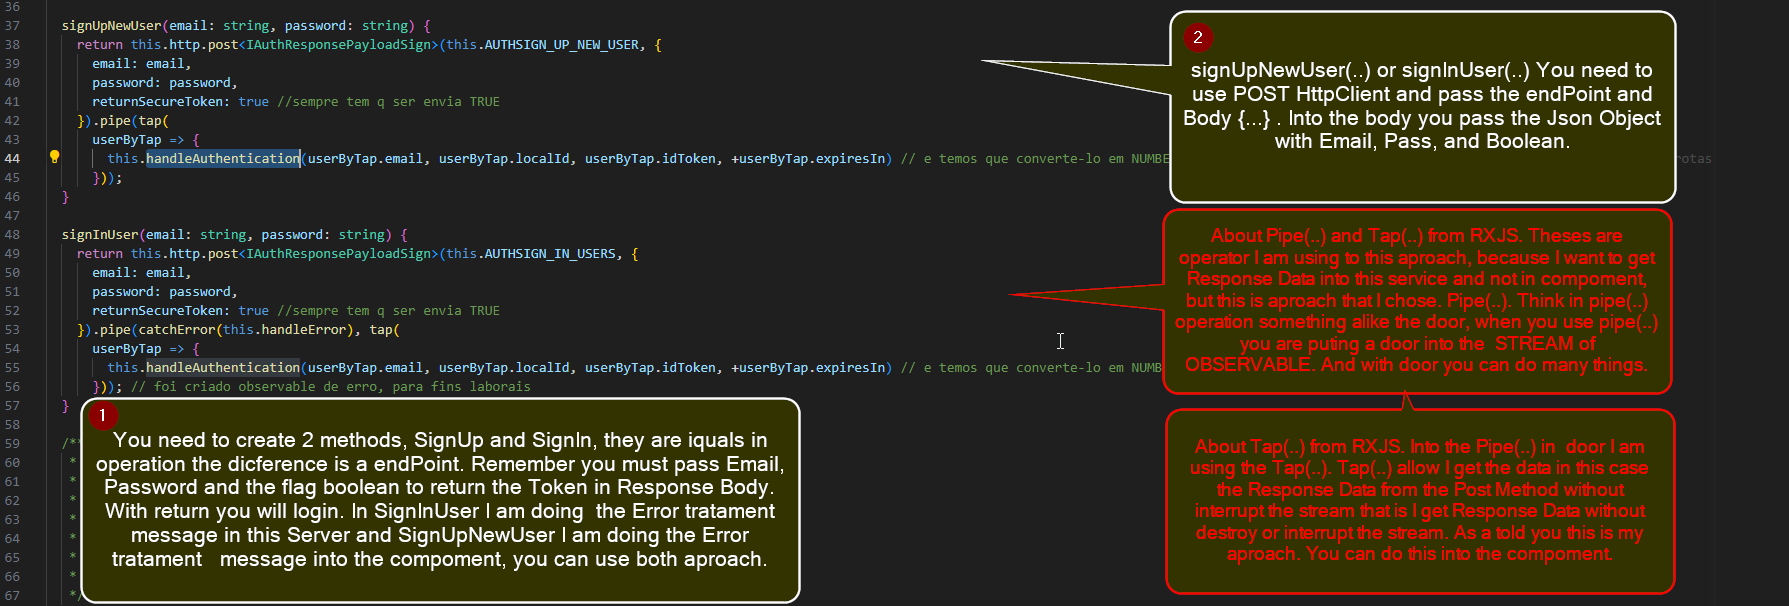 36
37 signUpNewUser(email: string, password: string) {
38 return this.http.post<IAuthResponsePayloadSign>(this.AUTHSIGN_UP_NEW_USER, {
39 email: email,
40 password: password,
41 returnSecureToken: true //sempre tem q ser envia TRUE
42 }).pipe(tap(
43 userByTap => {
44 this.handleAuthentication(userByTap.email, userByTap.localId, userByTap.idToken, +userByTap.expiresIn) // e temos que converte-lo em NUMBE rotas
45 }));
46 }
47
48 signInUser(email: string, password: string) {
49 return this.http.post<IAuthResponsePayloadSign>(this.AUTHSIGN_IN_USERS, {
50 email: email,
51 password: password,
52 returnSecureToken: true //sempre tem q ser envia TRUE
53 }).pipe(catchError(this.handleError), tap(
54 userByTap => {
55 this.handleAuthentication(userByTap.email, userByTap.localId, userByTap.idToken, +userByTap.expiresIn) // e temos que converte-lo em NUMB
56 })); // foi criado observable de erro, para fins laborais
57 }
58
59 /**
60 *
61 *
62 *
63 *
64 *
65 *
66 *
67 */
1
You need to create 2 methods, SignUp and SignIn, they are iquals in
operation the dicference is a endPoint. Remember you must pass Email,
Password and the flag boolean to return the Token in Response Body.
With return you will login. In SignInUser I am doing the Error tratament
message in this Server and SignUpNewUser I am doing the Error
tratament message into the compoment, you can use both aproach.
2
signUpNewUser(..) or signInUser(..) You need to
use POST HttpClient and pass the endPoint and
Body {...} . Into the body you pass the Json Object
with Email, Pass, and Boolean.
About Pipe(..) and Tap(..) from RXJS. Theses are
operator I am using to this aproach, because I want to get
Response Data into this service and not in compoment,
but this is aproach that I chose. Pipe(..). Think in pipe(..)
operation something alike the door, when you use pipe(..)
you are puting a door into the STREAM of
OBSERVABLE. And with door you can do many things.
About Tap(..) from RXJS. Into the Pipe(..) in door I am
using the Tap(..). Tap(..) allow I get the data in this case
the Response Data from the Post Method without
interrupt the stream that is I get Response Data without
destroy or interrupt the stream. As a told you this is my
aproach. You can do this into the compoment.